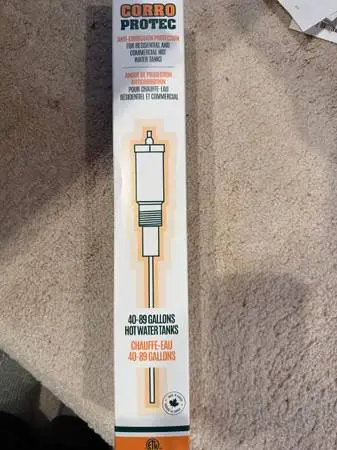 CORRO
PROTEC
ANTI-CORROSION PROTECTION
FOR RESIDENTIAL AND
COMMERCIAL HOT
WATER TANKS
ANODE DE PROTECTION
ANTICORROSION
POUR CHAUFFE-EAU
RÉSIDENTIEL ET COMMERCIAL
40-89 GALLONS
HOT WATER TANKS
CHAUFFE-EAU
40-89 GALLONS
ETL